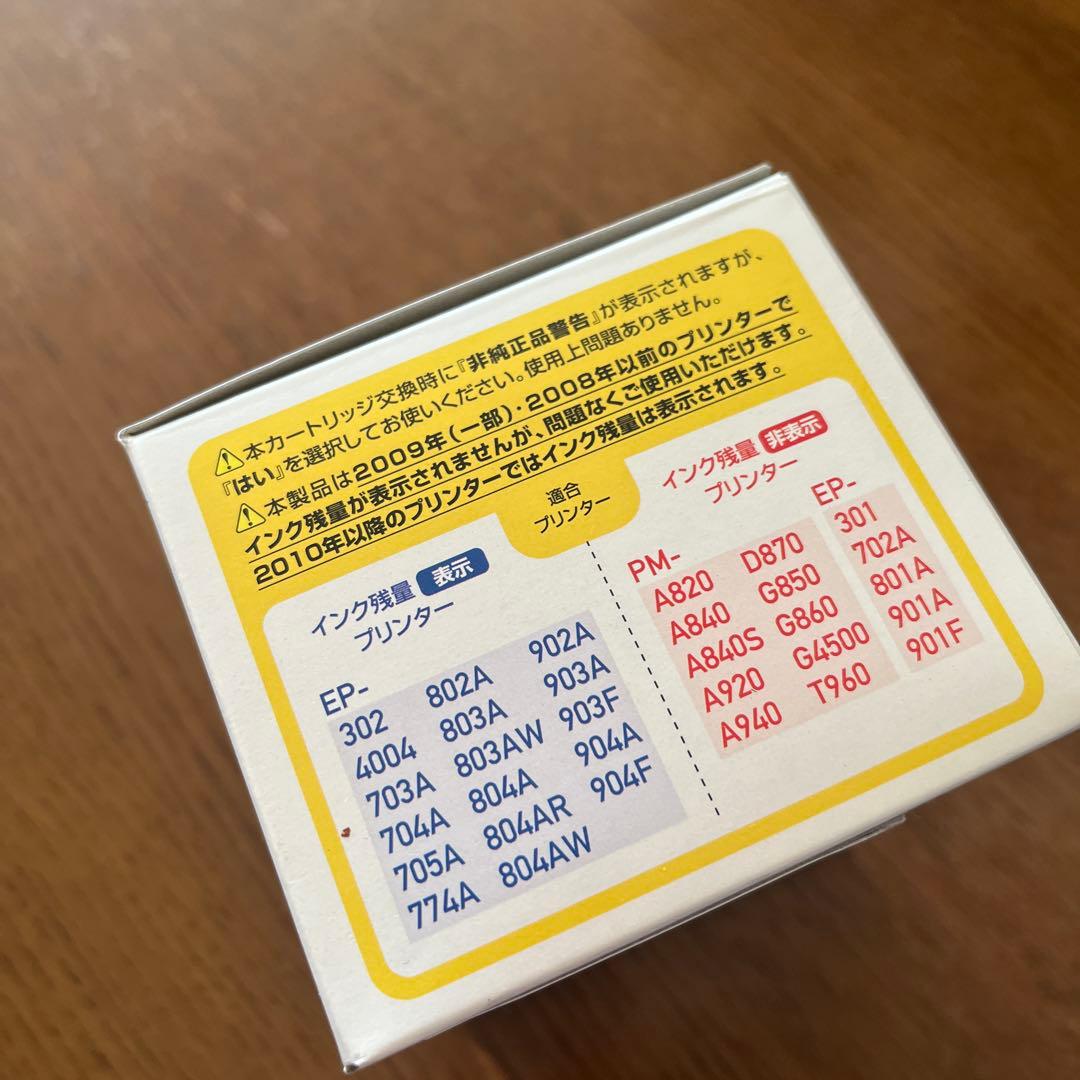 ⚠本カートリッジ交換時に『非純正品警告』が表示されますが、
『はい』を選択してお使いください。使用上問題ありません。
⚠本製品は2009年(一部)・2008年以前のプリンターで
インク残量が表示されませんが、問題なくご使用いただけます。
2010年以降のプリンターではインク残量は表示されます。
適合
プリンター
インク残量 表示
プリンター
EP-
302 802A 902A
4004 803A 903A
703A 803AW 903F
704A 804A 904A
705A 804AR 904F
774A 804AW
インク残量 非表示
プリンター
PM-
A820 D870
A840 G850
A840S G860
A920 G4500
A940 T960
EP-
301
702A
801A
901A
901F